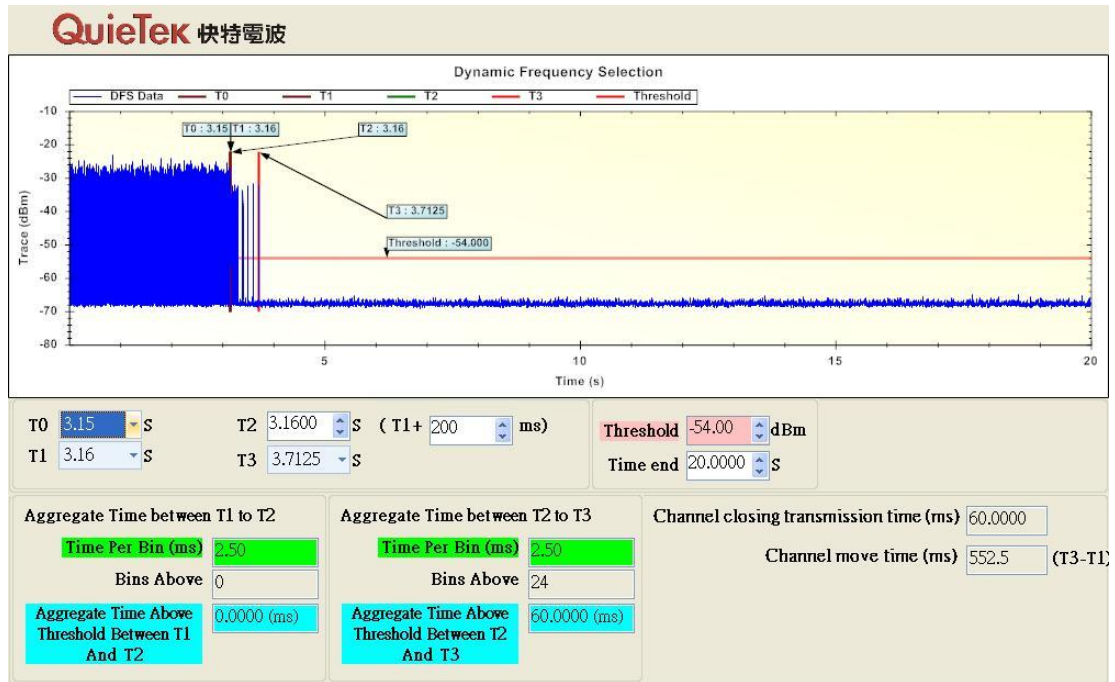 QuieTek 快特電波
Dynamic Frequency Selection
DFS Data T0 T1 T2 T3 Threshold
-10
-20
-30
-40
-50
-60
-70
-80
Trace (dBm)
T0 : 3.15 T1 : 3.16
T2 : 3.16
T3 : 3.7125
Threshold : -54.000
5 10 15 20
Time (s)
T0 3.15 S T2 3.1600 S ( T1+ 200 ms)
T1 3.16 S T3 3.7125 S
Threshold -54.00 dBm
Time end 20.0000 S
Aggregate Time between T1 to T2
Time Per Bin (ms) 2.50
Bins Above 0
Aggregate Time Above 0.0000 (ms)
Threshold Between T1
And T2
Aggregate Time between T2 to T3
Time Per Bin (ms) 2.50
Bins Above 24
Aggregate Time Above 60.0000 (ms)
Threshold Between T2
And T3
Channel closing transmission time (ms) 60.0000
Channel move time (ms) 552.5 (T3-T1)